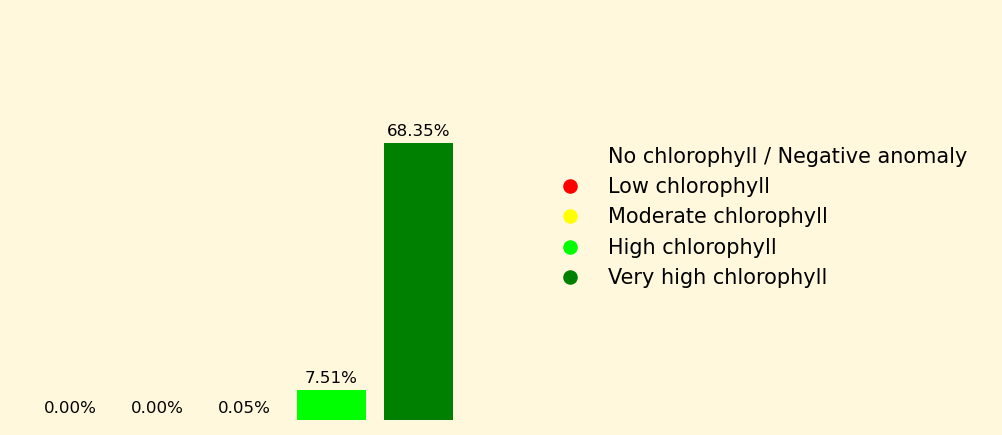 68.35%
7.51%
0.00%
0.00%
0.05%
No chlorophyll / Negative anomaly
Low chlorophyll
Moderate chlorophyll
High chlorophyll
Very high chlorophyll